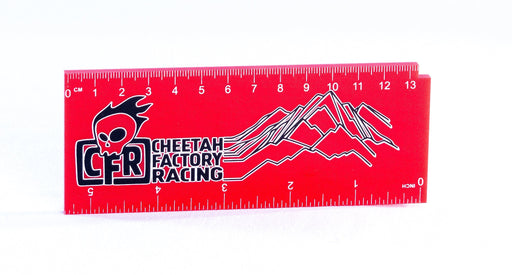 0 CM 1 2 3 4 5 6 7 8 9 10 11 12 13
CFR
CHEETAH
FACTORY
RACING
5 4 3 2 1 INCH 0